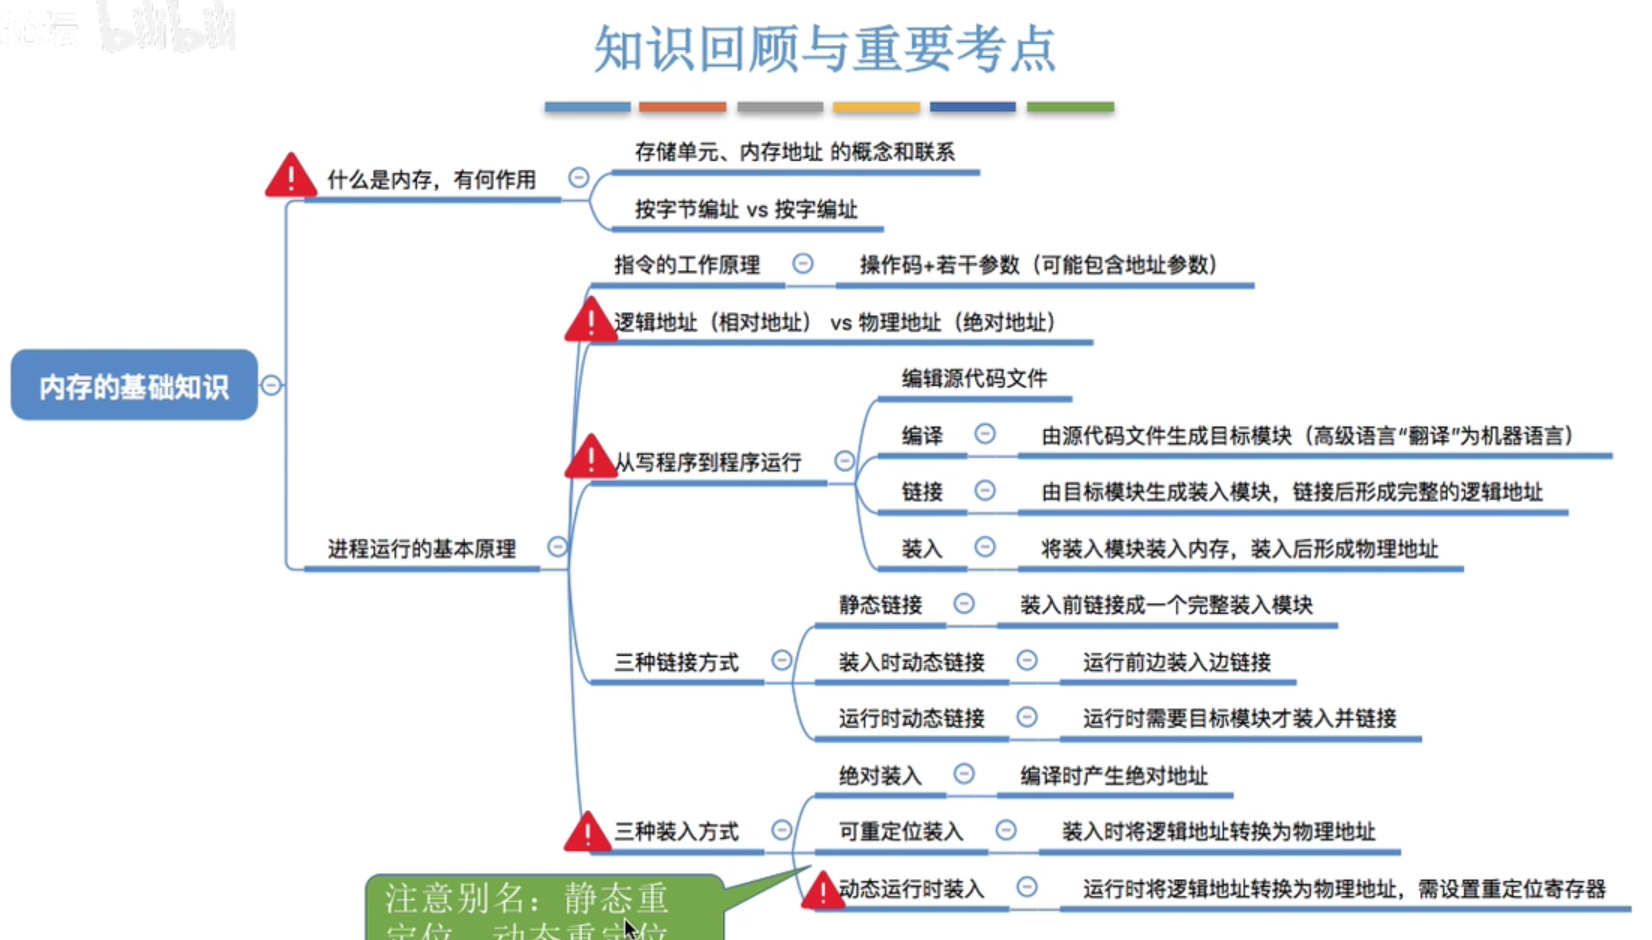 论坛 bilibili
知识回顾与重要考点
存储单元、内存地址 的概念和联系
什么是内存，有何作用
按字节编址 vs 按字编址
指令的工作原理
操作码+若干参数（可能包含地址参数）
逻辑地址（相对地址） vs 物理地址（绝对地址）
编辑源代码文件
内存的基础知识
编译
由源代码文件生成目标模块（高级语言“翻译”为机器语言）
从写程序到程序运行
链接
由目标模块生成装入模块，链接后形成完整的逻辑地址
进程运行的基本原理
装入
将装入模块装入内存，装入后形成物理地址
静态链接
装入前链接成一个完整装入模块
三种链接方式
装入时动态链接
运行前边装入边链接
运行时动态链接
运行时需要目标模块才装入并链接
绝对装入
编译时产生绝对地址
三种装入方式
可重定位装入
装入时将逻辑地址转换为物理地址
动态运行时装入
运行时将逻辑地址转换为物理地址，需设置重定位寄存器
注意别名：静态重
定位、动态重定位